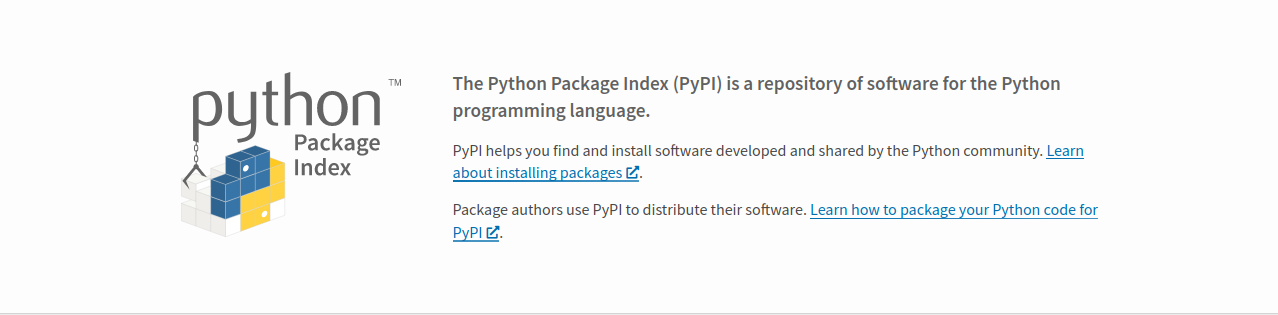 python™
Package
Index
The Python Package Index (PyPI) is a repository of software for the Python
programming language.
PyPI helps you find and install software developed and shared by the Python community. Learn
about installing packages.
Package authors use PyPI to distribute their software. Learn how to package your Python code for
PyPI.